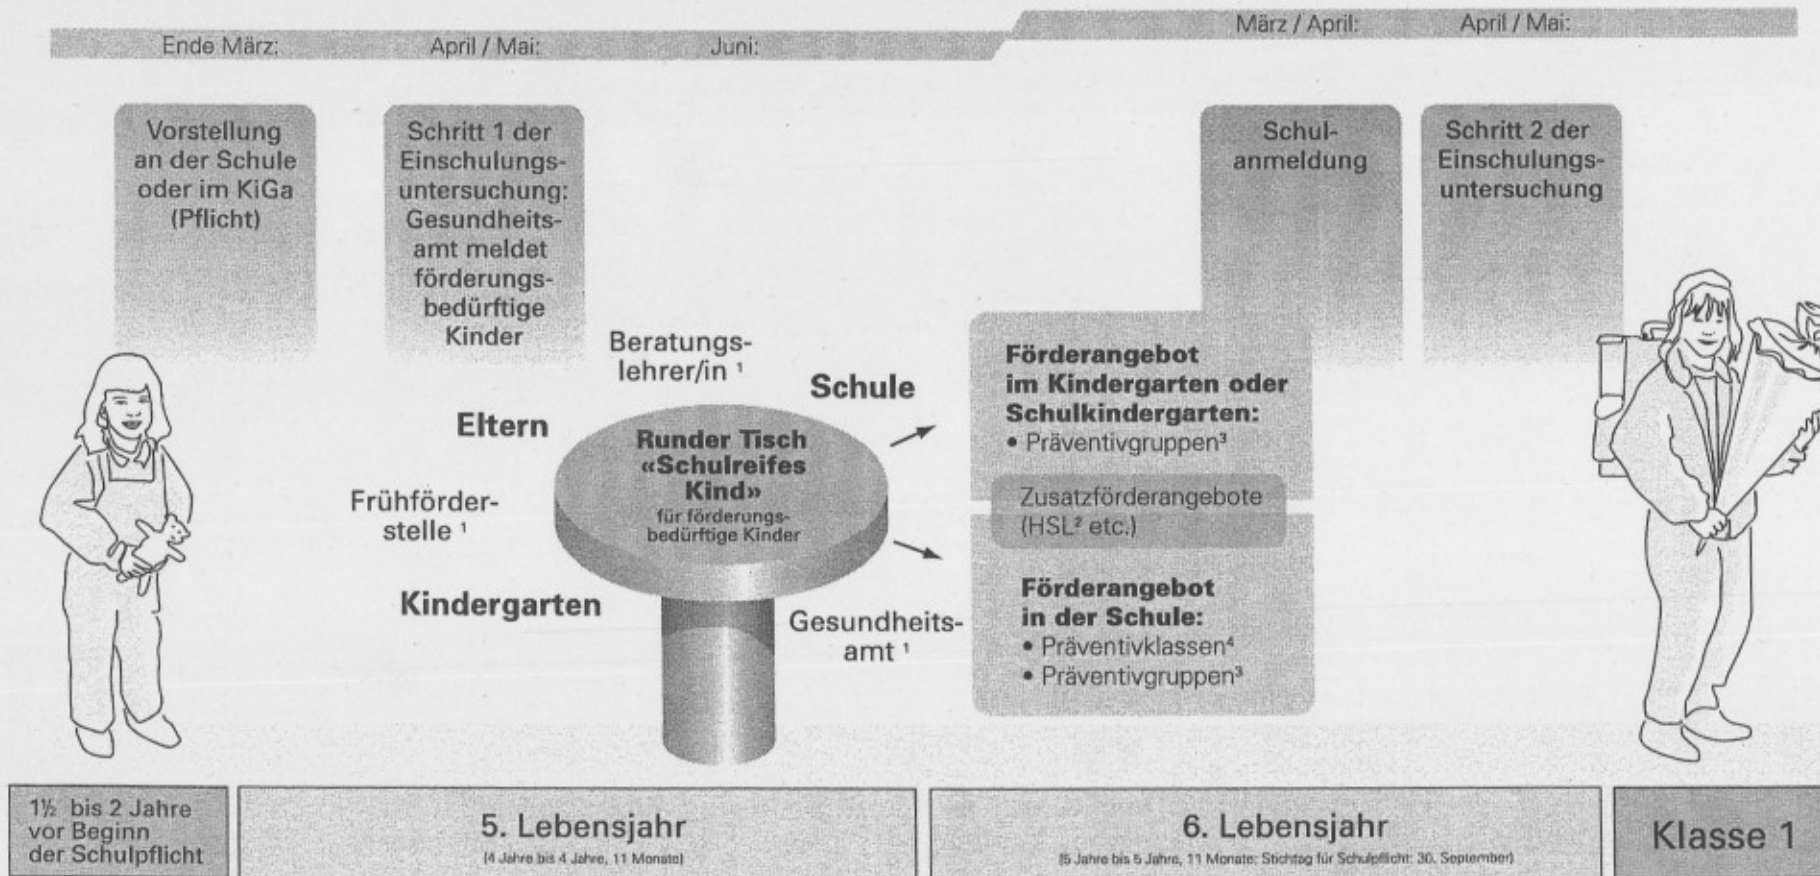 Ende März:
April / Mai:
Juni:
März / April:
April / Mai:
Vorstellung
an der Schule
oder im KiGa
(Pflicht)
Schritt 1 der
Einschulungs-
untersuchung:
Gesundheits-
amt meldet
förderungs-
bedürftige
Kinder
Schul-
anmeldung
Schritt 2 der
Einschulungs-
untersuchung
Beratungs-
lehrer/in ¹
Schule
Eltern
Runder Tisch
«Schulreifes
Kind»
für förderungs-
bedürftige Kinder
Frühförder-
stelle ¹
Kindergarten
Gesundheits-
amt ¹
Förderangebot
im Kindergarten oder
Schulkindergarten:
• Präventivgruppen³
Zusatzförderangebote
(HSL² etc.)
Förderangebot
in der Schule:
• Präventivklassen⁴
• Präventivgruppen³
1½ bis 2 Jahre
vor Beginn
der Schulpflicht
5. Lebensjahr
(4 Jahre bis 4 Jahre, 11 Monate)
6. Lebensjahr
(5 Jahre bis 5 Jahre, 11 Monate; Stichtag für Schulpflicht: 30. September)
Klasse 1